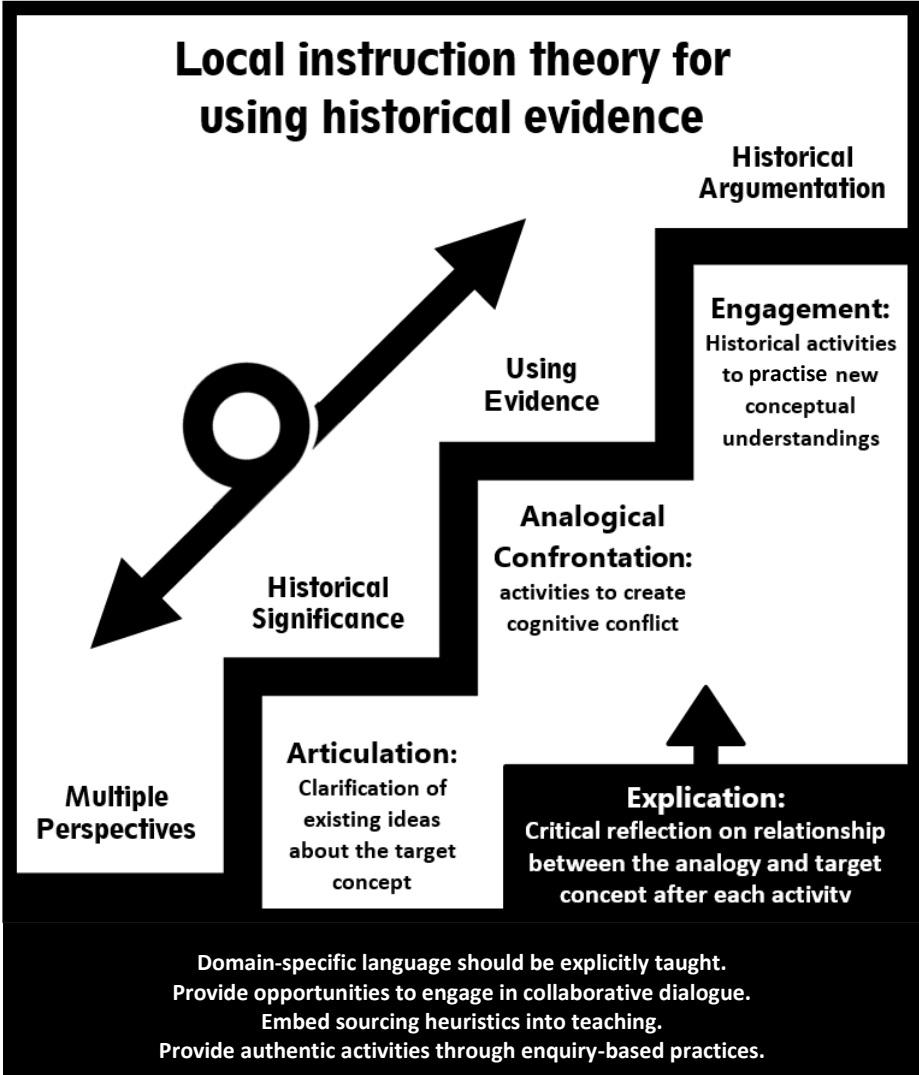 Local instruction theory for
using historical evidence
Historical
Argumentation
Engagement:
Historical activities
to practise new
conceptual
understandings
Using
Evidence
Analogical
Confrontation:
activities to create
cognitive conflict
Historical
Significance
Articulation:
Clarification of
existing ideas
about the target
concept
Multiple
Perspectives
Explication:
Critical reflection on relationship
between the analogy and target
concept after each activity
Domain-specific language should be explicitly taught.
Provide opportunities to engage in collaborative dialogue.
Embed sourcing heuristics into teaching.
Provide authentic activities through enquiry-based practices.